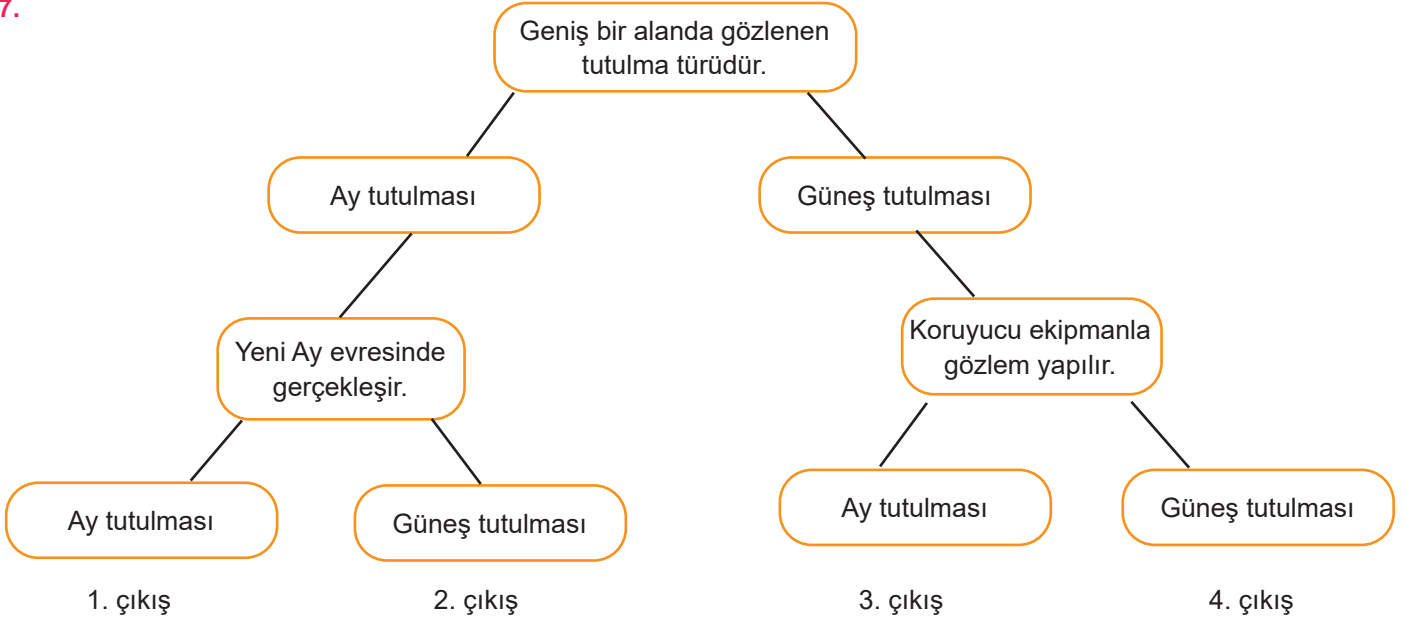 7.
Geniş bir alanda gözlenen
tutulma türüdür.
Ay tutulması
Güneş tutulması
Yeni Ay evresinde
gerçekleşir.
Koruyucu ekipmanla
gözlem yapılır.
Ay tutulması
Güneş tutulması
Ay tutulması
Güneş tutulması
1. çıkış
2. çıkış
3. çıkış
4. çıkış